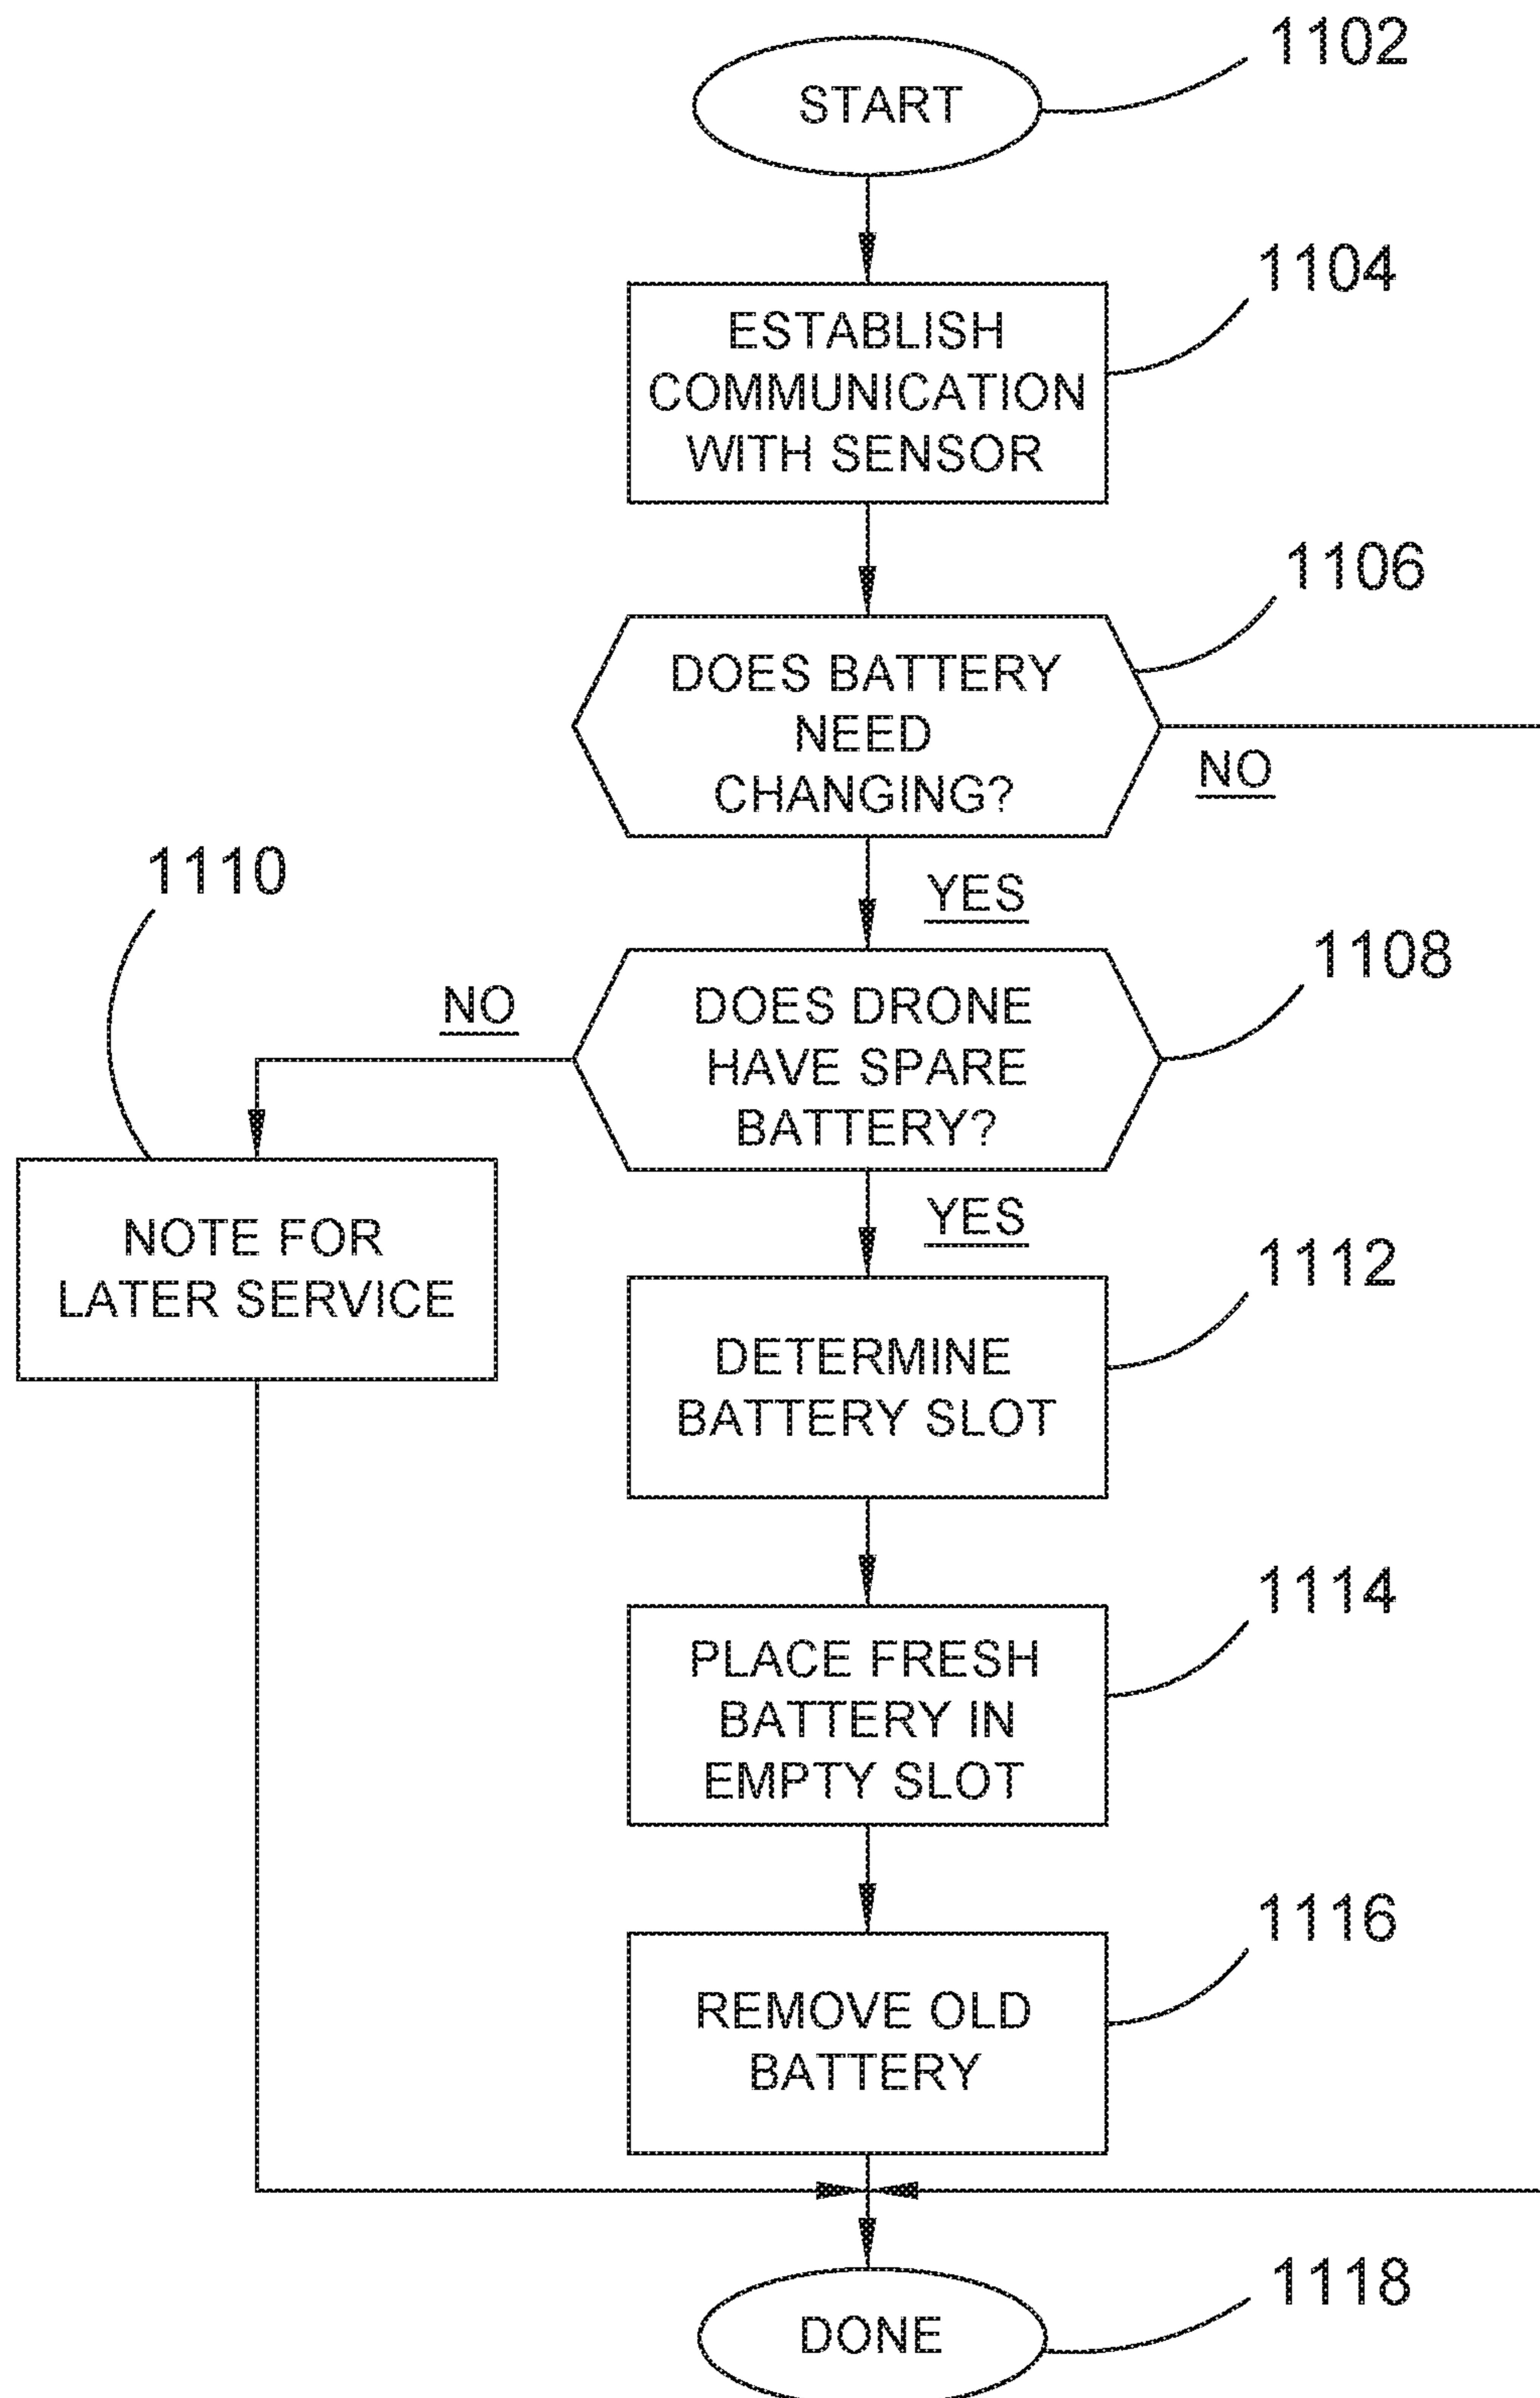 1102
START
1104
ESTABLISH
COMMUNICATION
WITH SENSOR
1106
DOES BATTERY
NEED
CHANGING?
NO
YES
1108
DOES DRONE
HAVE SPARE
BATTERY?
NO
1110
NOTE FOR
LATER SERVICE
YES
1112
DETERMINE
BATTERY SLOT
1114
PLACE FRESH
BATTERY IN
EMPTY SLOT
1116
REMOVE OLD
BATTERY
1118
DONE